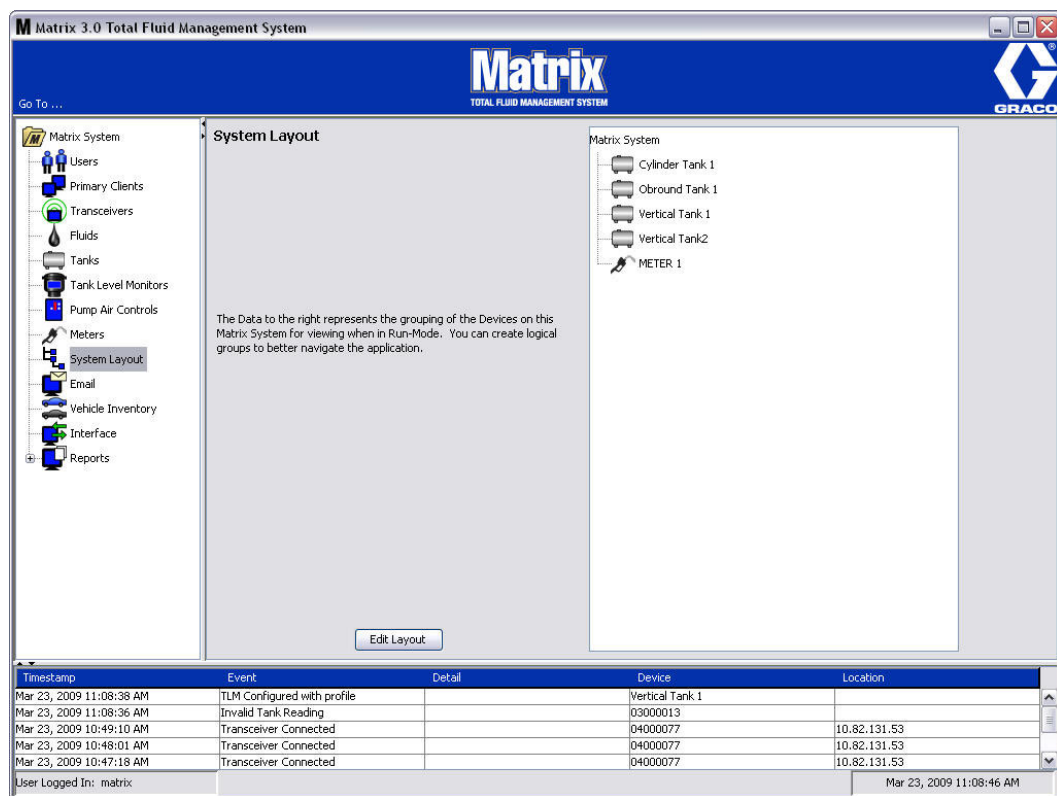 M Matrix 3.0 Total Fluid Management System
Matrix
TOTAL FLUID MANAGEMENT SYSTEM
Go To ...
GRACO
Matrix System
Users
Primary Clients
Transceivers
Fluids
Tanks
Tank Level Monitors
Pump Air Controls
Meters
System Layout
Email
Vehicle Inventory
Interface
Reports
System Layout
The Data to the right represents the grouping of the Devices on this
Matrix System for viewing when in Run-Mode. You can create logical
groups to better navigate the application.
Edit Layout
Matrix System
Cylinder Tank 1
Obround Tank 1
Vertical Tank 1
Vertical Tank2
METER 1
Timestamp Event Detail Device Location
Mar 23, 2009 11:08:38 AM TLM Configured with profile Vertical Tank 1
Mar 23, 2009 11:08:36 AM Invalid Tank Reading 03000013
Mar 23, 2009 10:49:10 AM Transceiver Connected 04000077 10.82.131.53
Mar 23, 2009 10:48:01 AM Transceiver Connected 04000077 10.82.131.53
Mar 23, 2009 10:47:18 AM Transceiver Connected 04000077 10.82.131.53
User Logged In: matrix Mar 23, 2009 11:08:46 AM